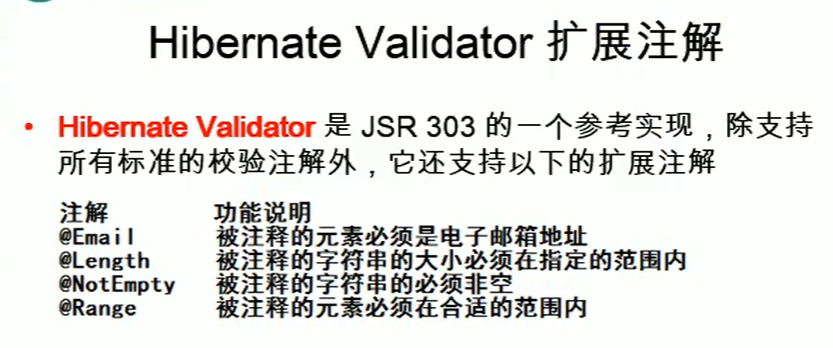 Hibernate Validator 扩展注解
• Hibernate Validator 是 JSR 303 的一个参考实现，除支持
所有标准的校验注解外，它还支持以下的扩展注解
注解 功能说明
@Email 被注释的元素必须是电子邮箱地址
@Length 被注释的字符串的大小必须在指定的范围内
@NotEmpty 被注释的字符串的必须非空
@Range 被注释的元素必须在合适的范围内